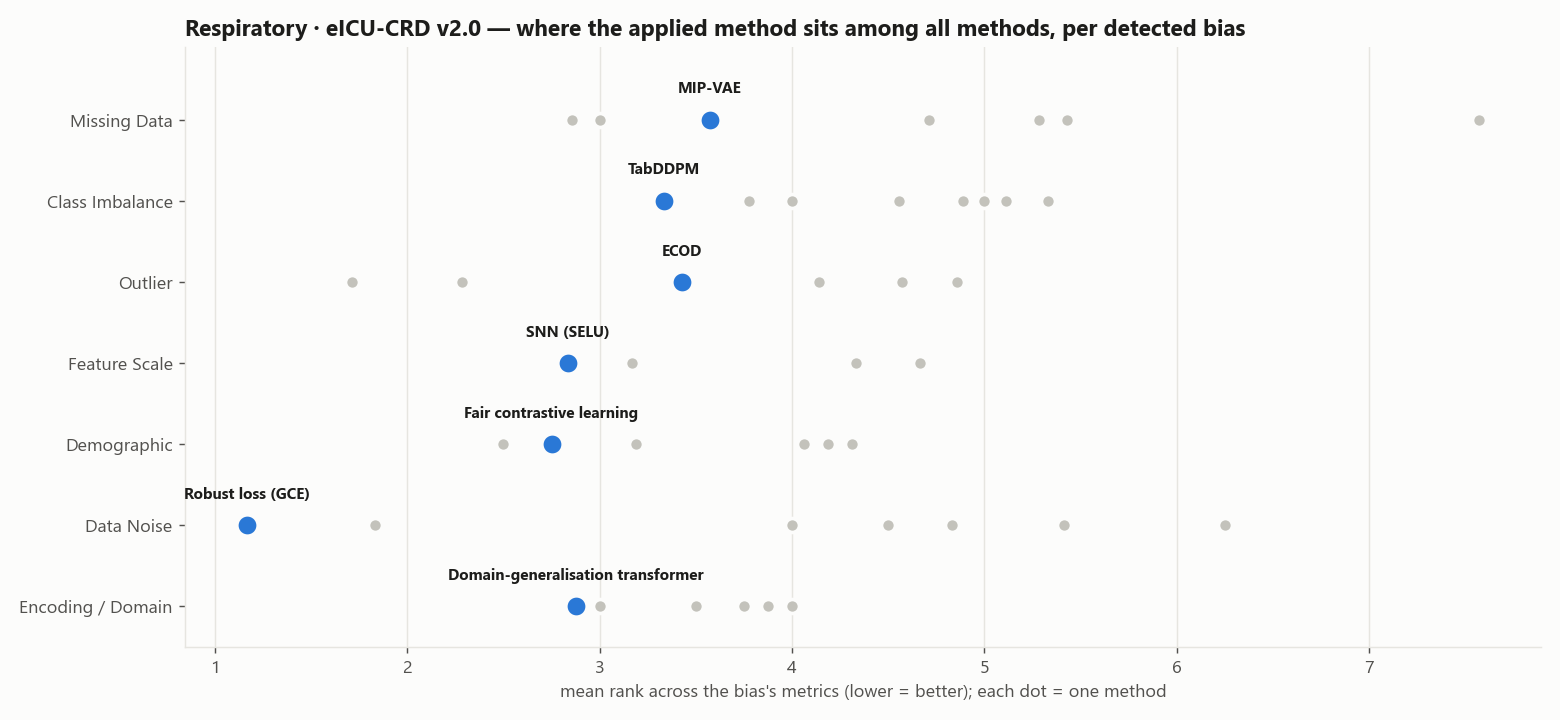 Respiratory · eICU-CRD v2.0 — where the applied method sits among all methods, per detected bias
MIP-VAE
Missing Data
TabDDPM
Class Imbalance
ECOD
Outlier
SNN (SELU)
Feature Scale
Fair contrastive learning
Demographic
Robust loss (GCE)
Data Noise
Domain-generalisation transformer
Encoding / Domain
1 2 3 4 5 6 7
mean rank across the bias's metrics (lower = better); each dot = one method